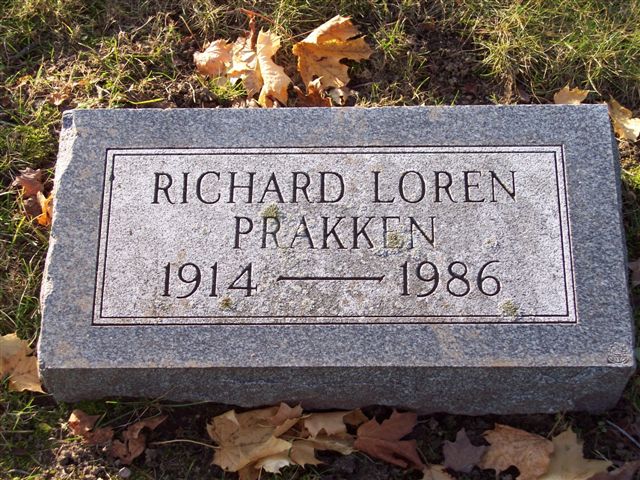 RICHARD LOREN
PRAKKEN
1914 — 1986